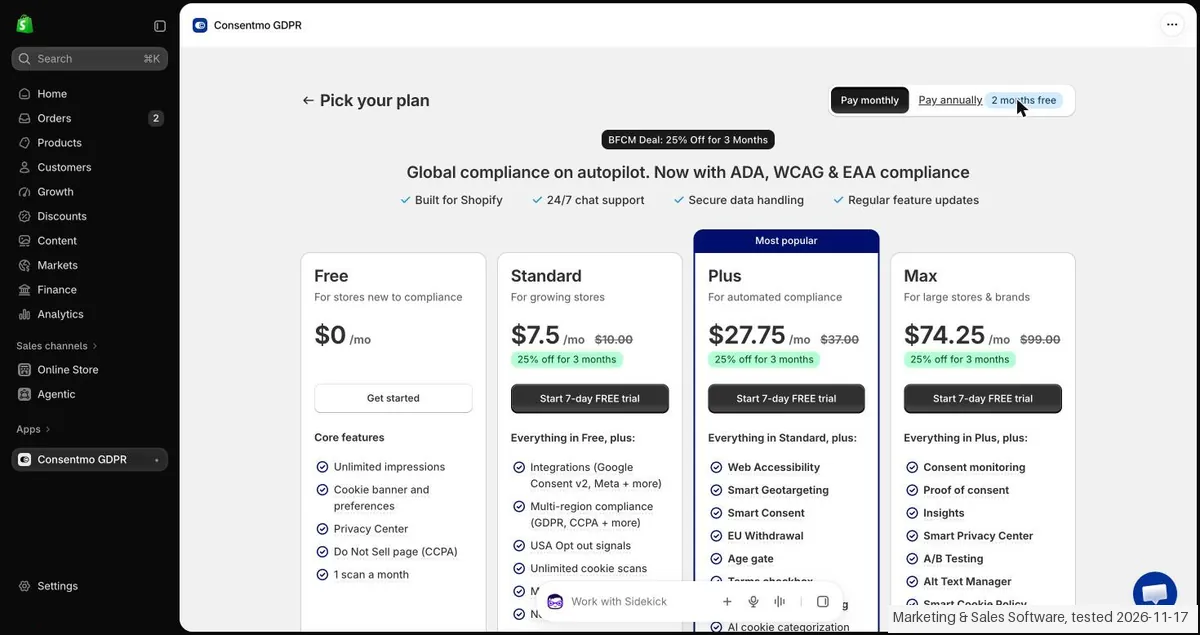 Search
⌘K
Home
Orders
2
Products
Customers
Growth
Discounts
Content
Markets
Finance
Analytics
Sales channels
Online Store
Agentic
Apps
Consentmo GDPR
Settings
Consentmo GDPR
← Pick your plan
Pay monthly
Pay annually
2 months free
BFCM Deal: 25% Off for 3 Months
Global compliance on autopilot. Now with ADA, WCAG & EAA compliance
Built for Shopify
24/7 chat support
Secure data handling
Regular feature updates
Free
For stores new to compliance
$0 /mo
Get started
Core features
Unlimited impressions
Cookie banner and
preferences
Privacy Center
Do Not Sell page (CCPA)
1 scan a month
Standard
For growing stores
$7.5 /mo $10.00
25% off for 3 months
Start 7-day FREE trial
Everything in Free, plus:
Integrations (Google
Consent v2, Meta + more)
Multi-region compliance
(GDPR, CCPA + more)
USA Opt out signals
Unlimited cookie scans
Most popular
Plus
For automated compliance
$27.75 /mo $37.00
25% off for 3 months
Start 7-day FREE trial
Everything in Standard, plus:
Web Accessibility
Smart Geotargeting
Smart Consent
EU Withdrawal
Age gate
Terms checkbox
AI cookie categorization
Max
For large stores & brands
$74.25 /mo $99.00
25% off for 3 months
Start 7-day FREE trial
Everything in Plus, plus:
Consent monitoring
Proof of consent
Insights
Smart Privacy Center
A/B Testing
Alt Text Manager
Smart Cookie Policy
Work with Sidekick
Marketing & Sales Software, tested 2026-11-17